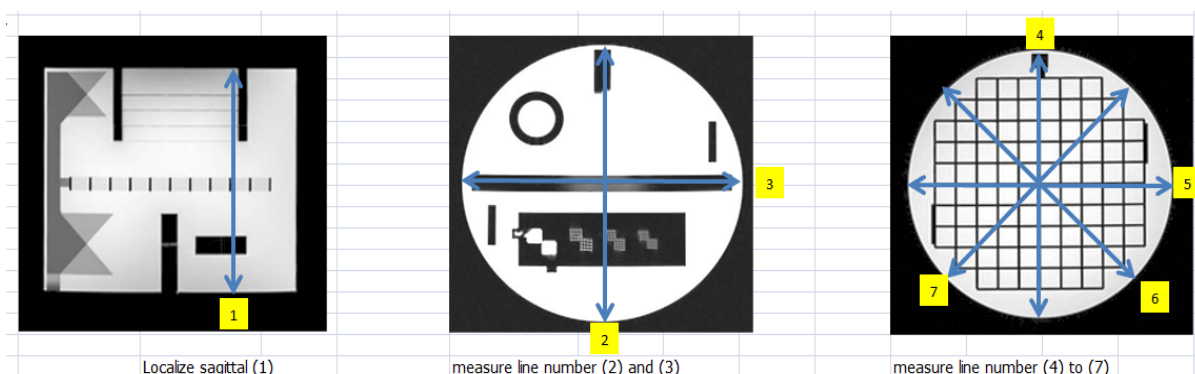 4
3
5
7
6
1
2
Localize sagittal (1)
measure line number (2) and (3)
measure line number (4) to (7)